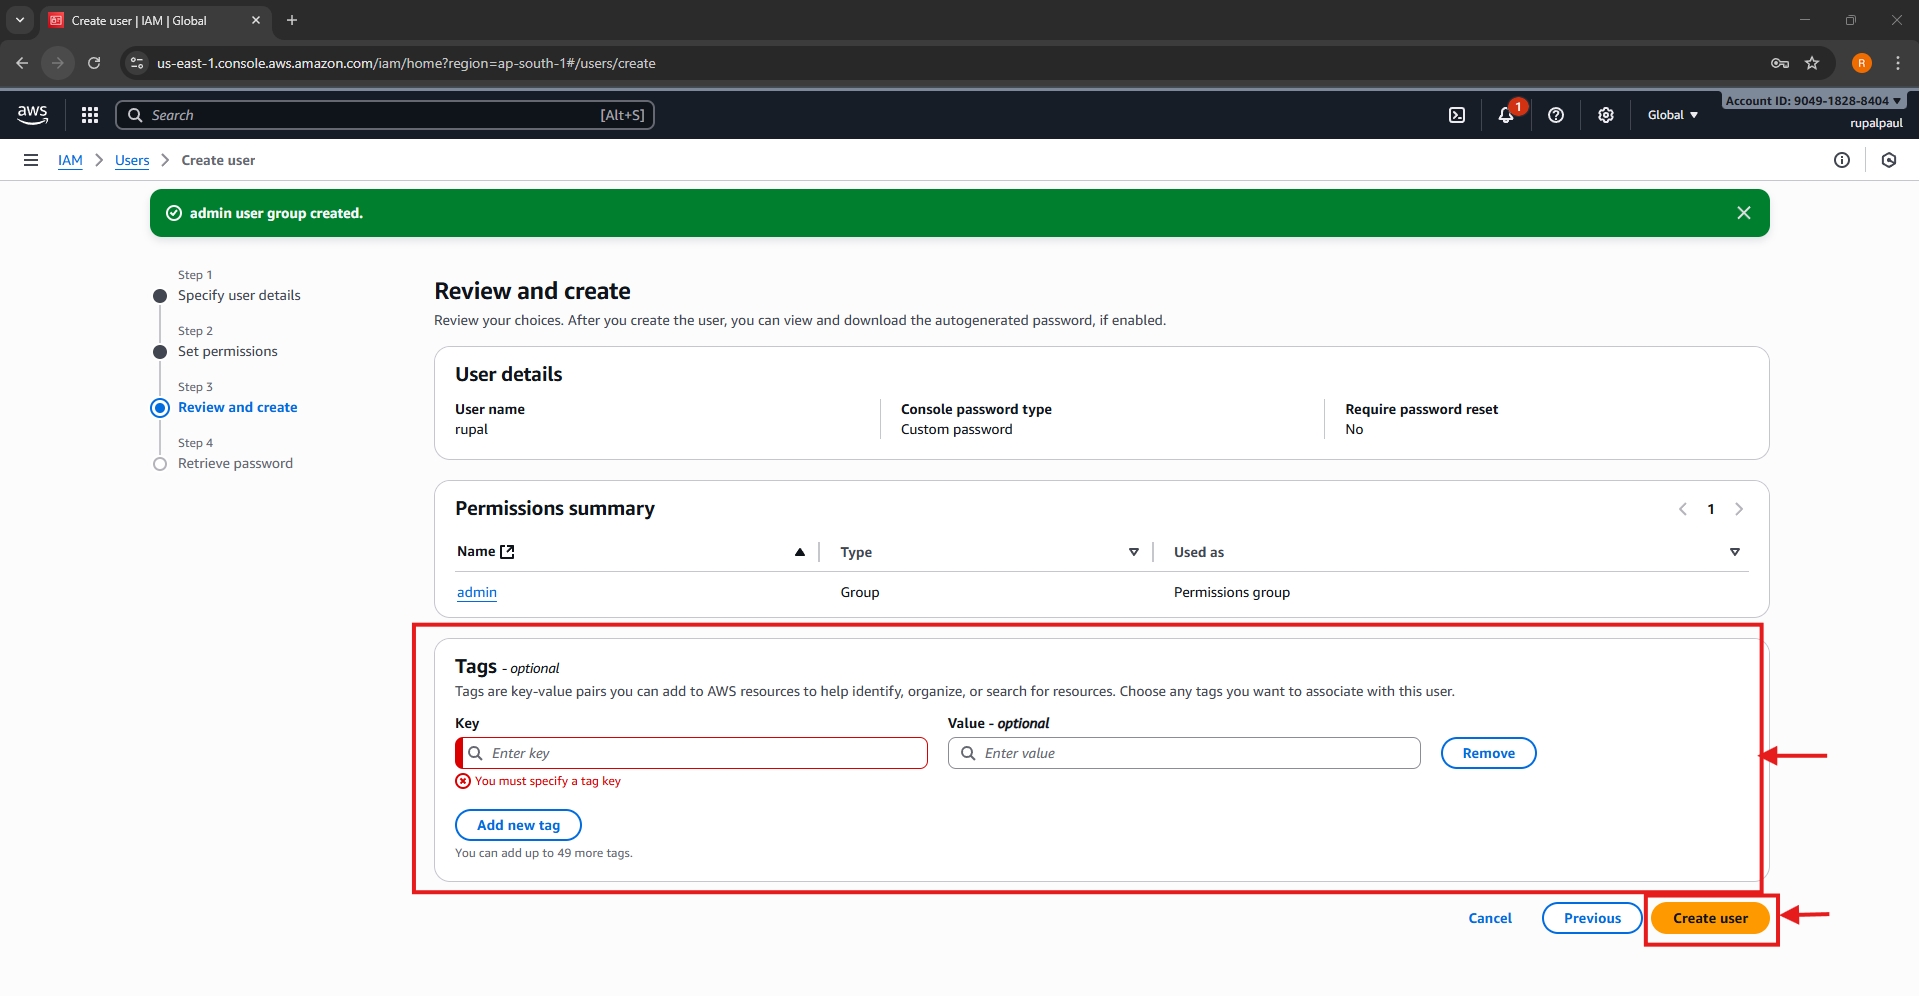 Create user | IAM | Global
us-east-1.console.aws.amazon.com/iam/home?region=ap-south-1#/users/create
aws
Search [Alt+S]
1
Global
Account ID: 9049-1828-8404
rupalpaul
R
IAM > Users > Create user
admin user group created.
Step 1
Specify user details
Step 2
Set permissions
Step 3
Review and create
Step 4
Retrieve password
Review and create
Review your choices. After you create the user, you can view and download the autogenerated password, if enabled.
User details
User name Console password type Require password reset
rupal Custom password No
Permissions summary
1
Name Type Used as
admin Group Permissions group
Tags - optional
Tags are key-value pairs you can add to AWS resources to help identify, organize, or search for resources. Choose any tags you want to associate with this user.
Key Value - optional
Enter key Enter value Remove
You must specify a tag key
Add new tag
You can add up to 49 more tags.
Cancel Previous Create user